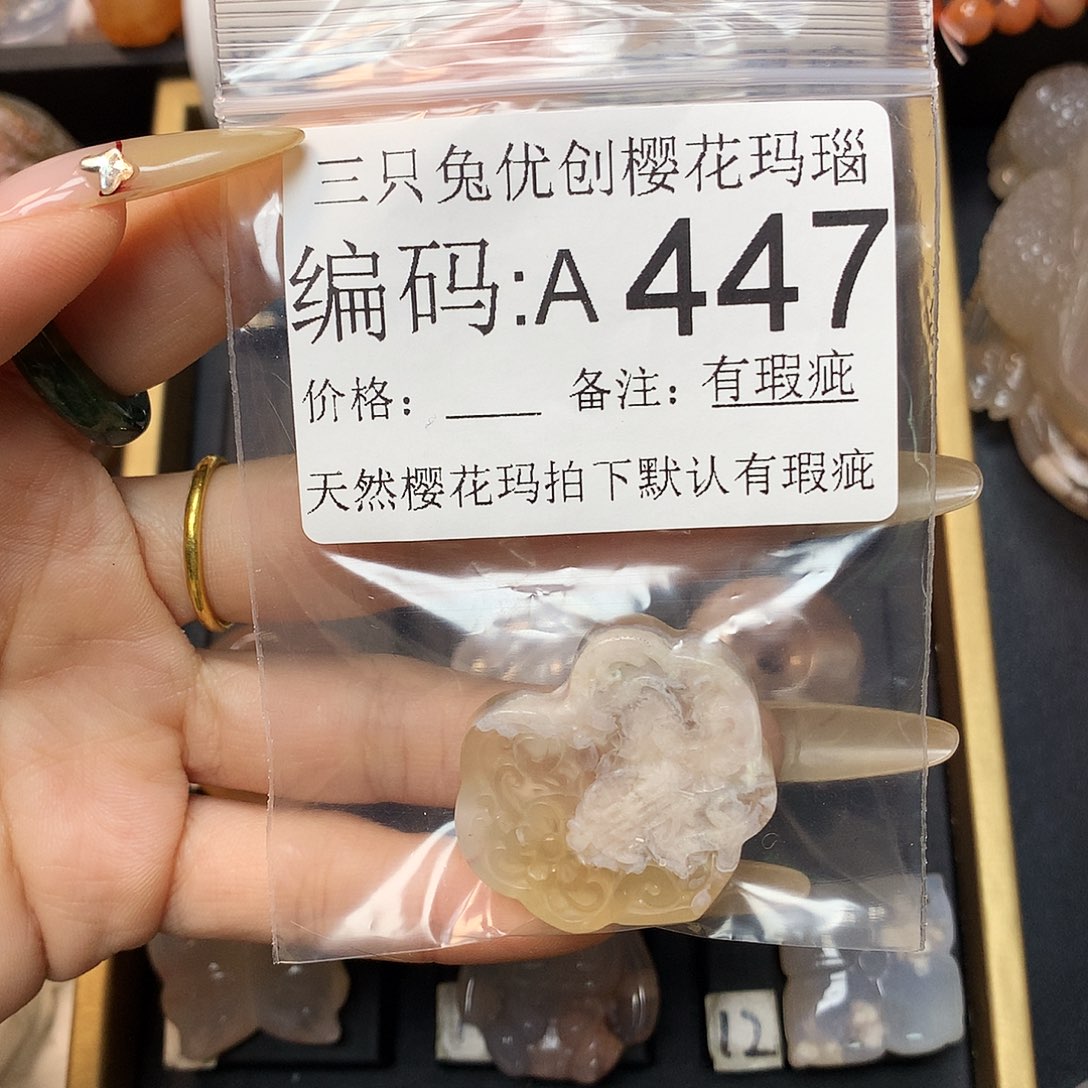 三只兔优创樱花玛瑙
编码:A 447
价格：____ 备注：有瑕疵
天然樱花玛拍下默认有瑕疵
12